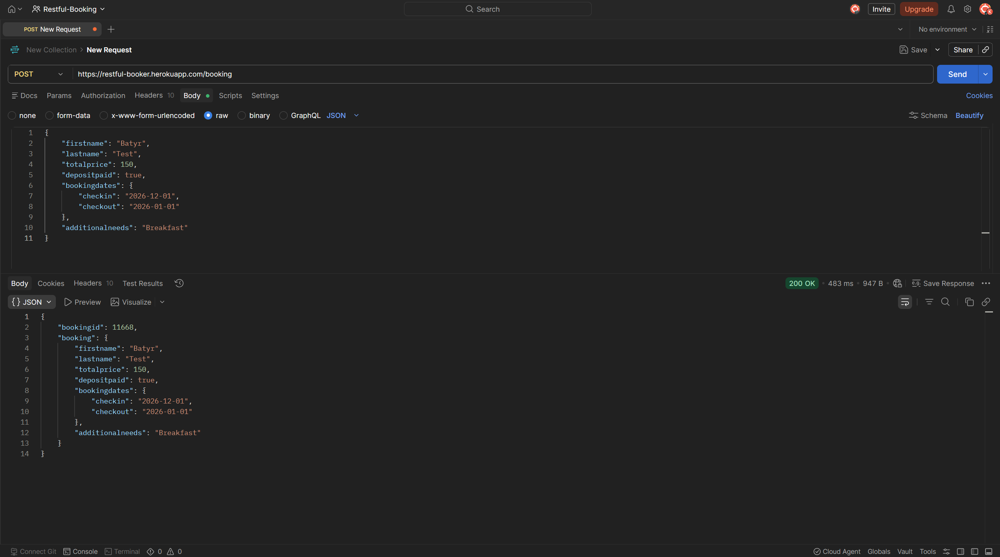 Restful-Booking
Search
Invite
Upgrade
POST New Request
No environment
HTTP New Collection > New Request
Save
Share
POST https://restful-booker.herokuapp.com/booking
Send
Docs Params Authorization Headers 10 Body Scripts Settings
Cookies
none form-data x-www-form-urlencoded raw binary GraphQL JSON
Schema Beautify
1 {
2 "firstname": "Batyr",
3 "lastname": "Test",
4 "totalprice": 150,
5 "depositpaid": true,
6 "bookingdates": {
7 "checkin": "2026-12-01",
8 "checkout": "2026-01-01"
9 },
10 "additionalneeds": "Breakfast"
11 }
Body Cookies Headers 10 Test Results
200 OK • 483 ms • 947 B • e.g. Save Response
{} JSON Preview Visualize
1 {
2 "bookingid": 11668,
3 "booking": {
4 "firstname": "Batyr",
5 "lastname": "Test",
6 "totalprice": 150,
7 "depositpaid": true,
8 "bookingdates": {
9 "checkin": "2026-12-01",
10 "checkout": "2026-01-01"
11 },
12 "additionalneeds": "Breakfast"
13 }
14 }
Connect Git Console Terminal 0 0
Cloud Agent Globals Vault Tools